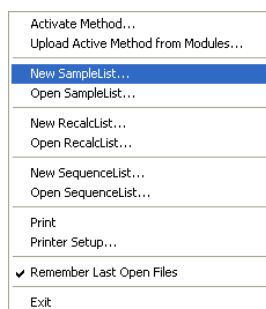 Activate Method...
Upload Active Method from Modules...
New SampleList...
Open SampleList...
New RecalcList...
Open RecalcList...
New SequenceList...
Open SequenceList...
Print
Printer Setup...
Remember Last Open Files
Exit